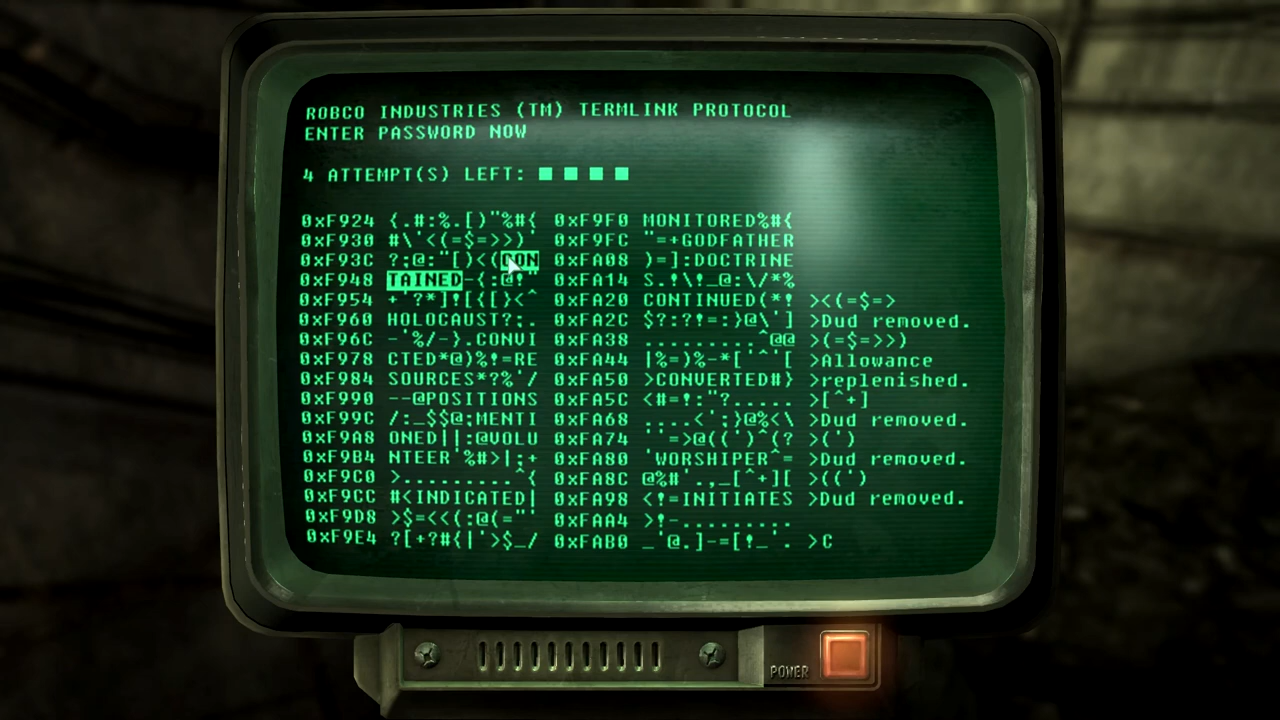 ROBCO INDUSTRIES (TM) TERMLINK PROTOCOL
ENTER PASSWORD NOW
4 ATTEMPT(S) LEFT: ■ ■ ■ ■
0xF924 {.#:%.[)"%#{ 0xF9F0 MONITORED%#{
0xF930 #\'<(=$=>>)' 0xF9FC "=+GODFATHER
0xF93C ?;@:"[)<(CON 0xFA08 )=]:DOCTRINE
0xF948 TAINED-{:@!" 0xFA14 S.!\!_@:\/*%
0xF954 +'?*]![{[}<^ 0xFA20 CONTINUED(*! ><(=$=>
0xF960 HOLOCAUST?;. 0xFA2C $?:?!=:}@\'] >Dud removed.
0xF96C -'%/-}.CONVI 0xFA38 .........^@@ >(=$=>>)
0xF978 CTED*@)%!=RE 0xFA44 |%=)%-*['^'[ >Allowance
0xF984 SOURCES*?%'/ 0xFA50 >CONVERTED#} >replenished.
0xF990 --@POSITIONS 0xFA5C <#=!:"?..... >[^+]
0xF99C /:_$$@;MENTI 0xFA68 ;;..<';}@%<\ >Dud removed.
0xF9A8 ONED||:@VOLU 0xFA74 ''=>@((')^(? >(')
0xF9B4 NTEER'%#>|;+ 0xFA80 'WORSHIPER^= >Dud removed.
0xF9C0 >.........^{ 0xFA8C @%#'.,_[^+][ >((')
0xF9CC #<INDICATED| 0xFA98 <!=INITIATES >Dud removed.
0xF9D8 >$=<<(:@(="' 0xFAA4 >!-.........
0xF9E4 ?[+?#{|'>$_/ 0xFAB0 _'@.]-=[!_'. >C
POWER